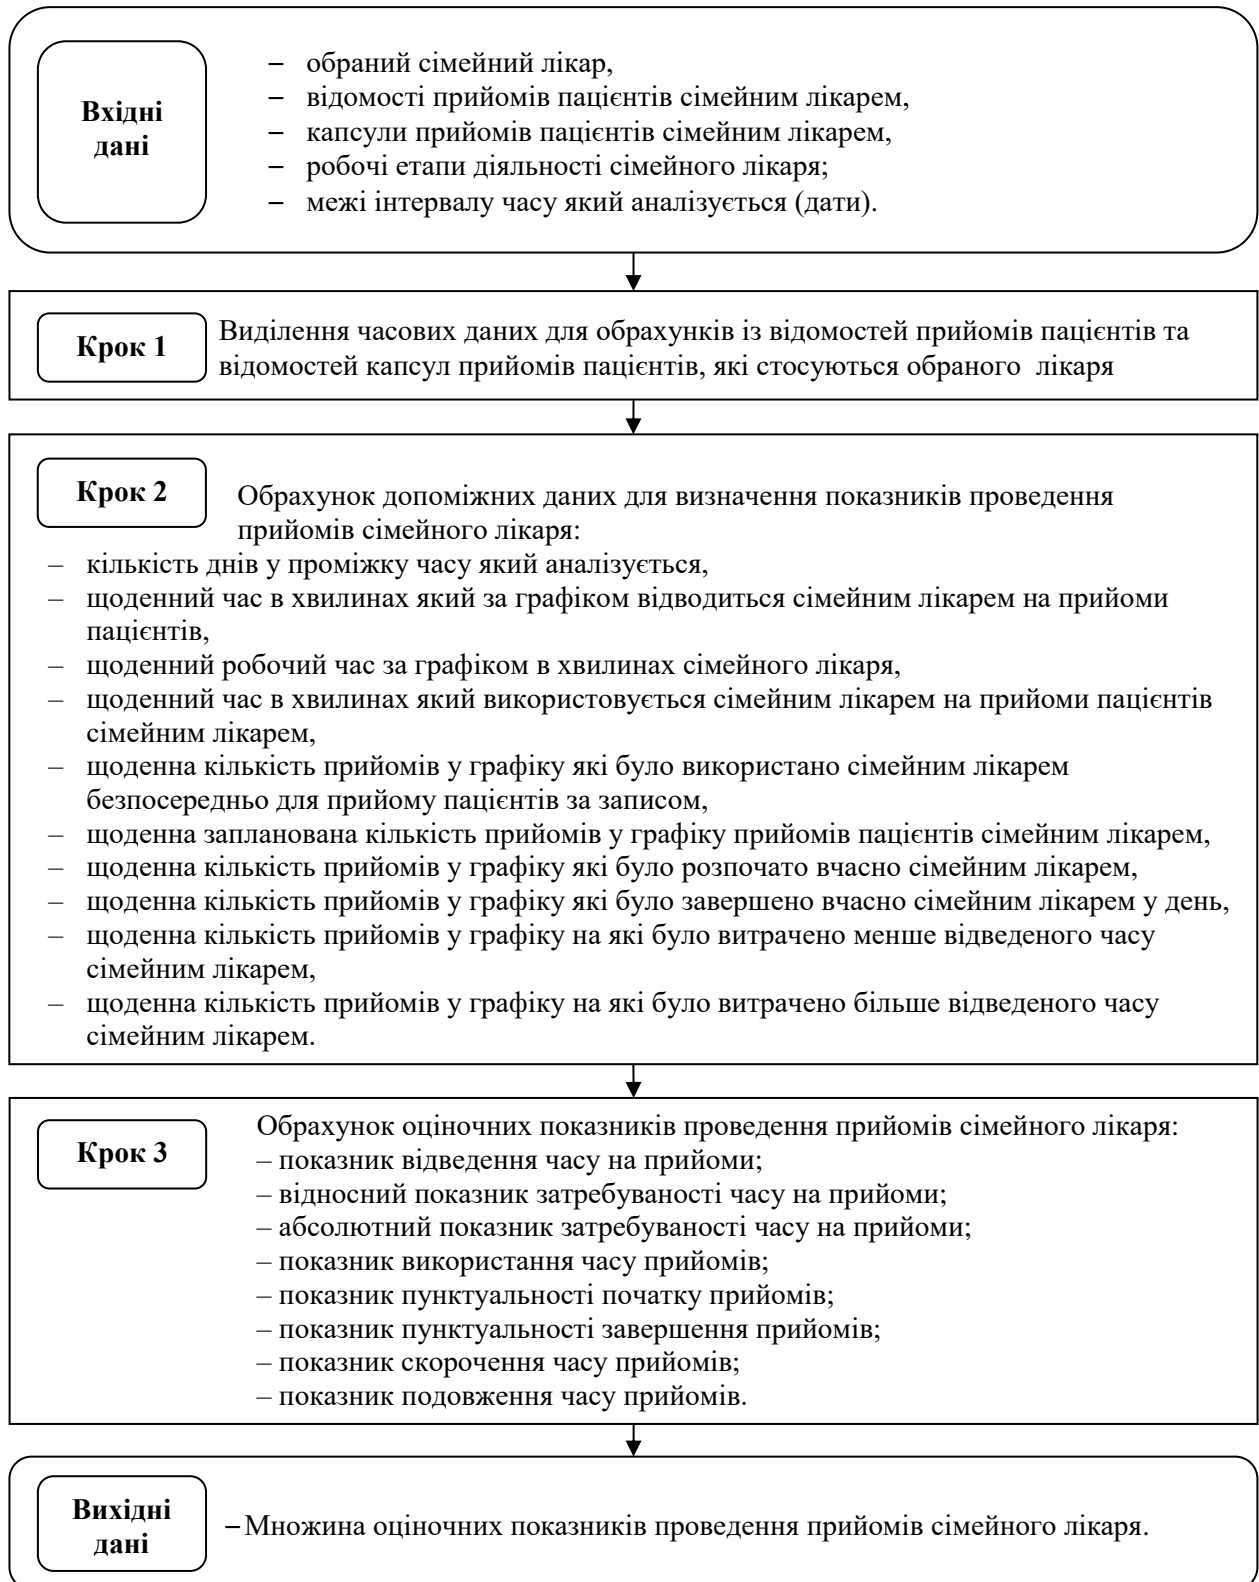 Вхідні
дані
– обраний сімейний лікар,
– відомості прийомів пацієнтів сімейним лікарем,
– капсули прийомів пацієнтів сімейним лікарем,
– робочі етапи діяльності сімейного лікаря;
– межі інтервалу часу який аналізується (дати).
Крок 1
Виділення часових даних для обрахунків із відомостей прийомів пацієнтів та
відомостей капсул прийомів пацієнтів, які стосуються обраного лікаря
Крок 2
Обрахунок допоміжних даних для визначення показників проведення
прийомів сімейного лікаря:
– кількість днів у проміжку часу який аналізується,
– щоденний час в хвилинах який за графіком відводиться сімейним лікарем на прийоми
пацієнтів,
– щоденний робочий час за графіком в хвилинах сімейного лікаря,
– щоденний час в хвилинах який використовується сімейним лікарем на прийоми пацієнтів
сімейним лікарем,
– щоденна кількість прийомів у графіку які було використано сімейним лікарем
безпосередньо для прийому пацієнтів за записом,
– щоденна запланована кількість прийомів у графіку прийомів пацієнтів сімейним лікарем,
– щоденна кількість прийомів у графіку які було розпочато вчасно сімейним лікарем,
– щоденна кількість прийомів у графіку які було завершено вчасно сімейним лікарем у день,
– щоденна кількість прийомів у графіку на які було витрачено менше відведеного часу
сімейним лікарем,
– щоденна кількість прийомів у графіку на які було витрачено більше відведеного часу
сімейним лікарем.
Крок 3
Обрахунок оціночних показників проведення прийомів сімейного лікаря:
– показник відведення часу на прийоми;
– відносний показник затребуваності часу на прийоми;
– абсолютний показник затребуваності часу на прийоми;
– показник використання часу прийомів;
– показник пунктуальності початку прийомів;
– показник пунктуальності завершення прийомів;
– показник скорочення часу прийомів;
– показник подовження часу прийомів.
Вихідні
дані
– Множина оціночних показників проведення прийомів сімейного лікаря.